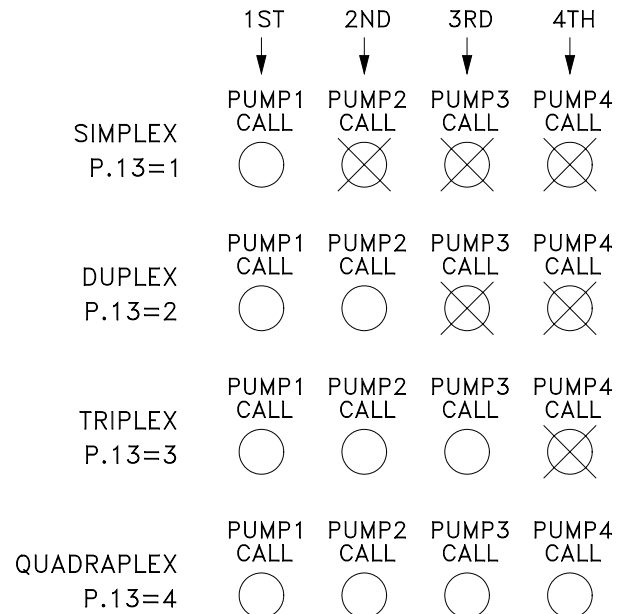 1ST 2ND 3RD 4TH
PUMP1 PUMP2 PUMP3 PUMP4
CALL CALL CALL CALL
SIMPLEX
P.13=1
PUMP1 PUMP2 PUMP3 PUMP4
CALL CALL CALL CALL
DUPLEX
P.13=2
PUMP1 PUMP2 PUMP3 PUMP4
CALL CALL CALL CALL
TRIPLEX
P.13=3
PUMP1 PUMP2 PUMP3 PUMP4
CALL CALL CALL CALL
QUADRAPLEX
P.13=4